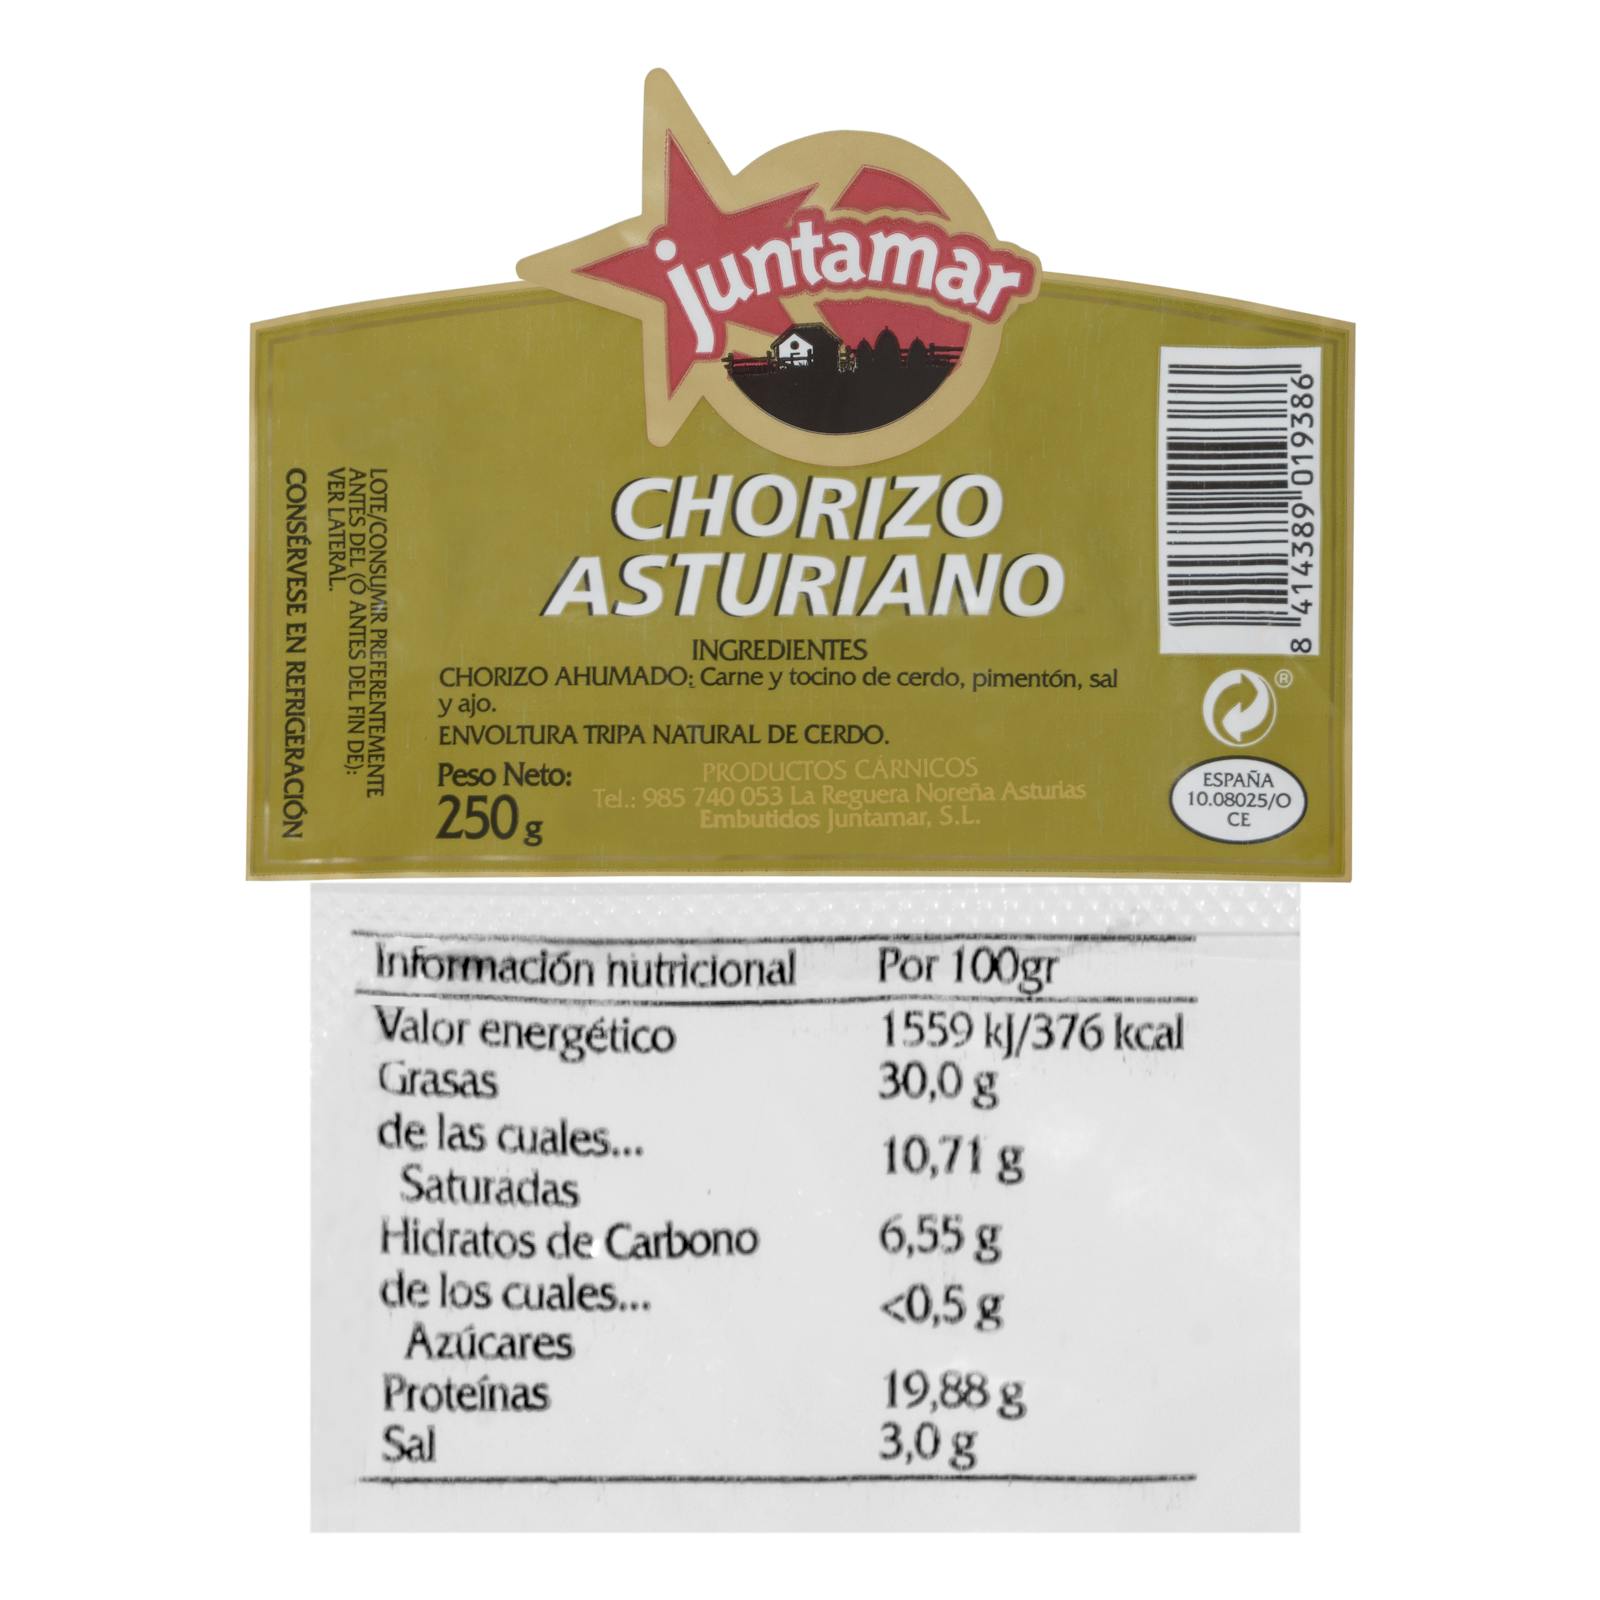 juntamar
CHORIZO
ASTURIANO
INGREDIENTES
CHORIZO AHUMADO: Carne y tocino de cerdo, pimentón, sal
y ajo.
ENVOLTURA TRIPA NATURAL DE CERDO.
Peso Neto:
250 g
PRODUCTOS CÁRNICOS
Tel.: 985 740 053 La Reguera Noreña Asturias
Embutidos Juntamar, S.L.
LOTE/CONSUMIR PREFERENTEMENTE
ANTES DEL (O ANTES DEL FIN DE):
VER LATERAL.
CONSÉRVESE EN REFRIGERACIÓN
8 414389 019386
®
ESPAÑA
10.08025/O
CE
Información nutricional Por 100gr
Valor energético 1559 kJ/376 kcal
Grasas 30,0 g
de las cuales...
Saturadas 10,71 g
Hidratos de Carbono 6,55 g
de los cuales...
Azúcares <0,5 g
Proteínas 19,88 g
Sal 3,0 g